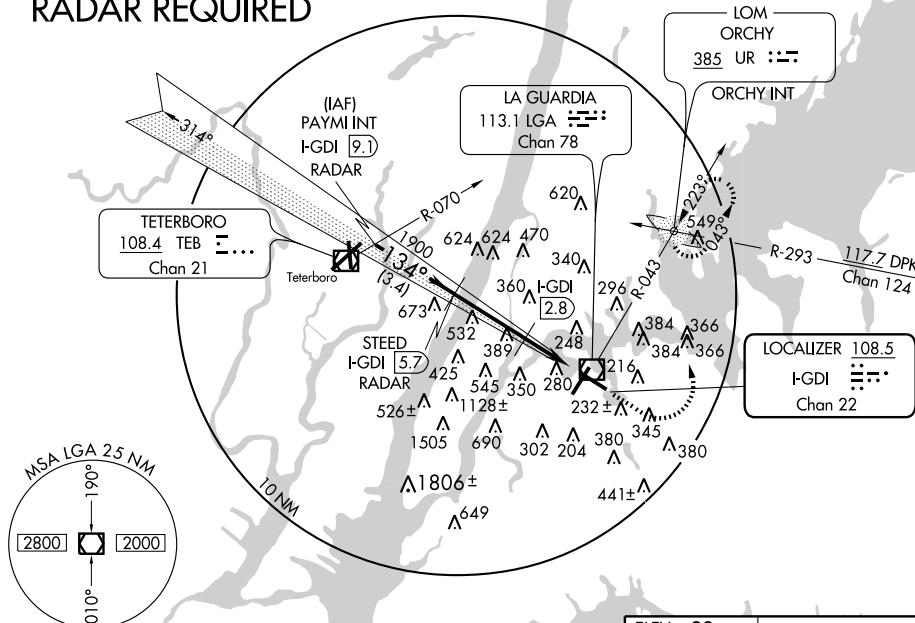 RADAR REQUIRED
LOM
ORCHY
385 UR
ORCHY INT
(IAF)
PAYMI INT
I-GDI 9.1
RADAR
LA GUARDIA
113.1 LGA
Chan 78
314°
TETERBORO
108.4 TEB
Chan 21
Teterboro
R-070
1900
134°
(3.4)
620
624
624
470
340
360
I-GDI
2.8
296
R-043
223°
043°
549
R-293
117.7 DPK
Chan 124
673
532
389
248
384
366
384
366
STEED
I-GDI 5.7
RADAR
425
545
350
280
216
LOCALIZER 108.5
I-GDI
Chan 22
526±
1128±
232±
345
1505
690
302
204
380
380
1806±
441±
649
10 NM
MSA LGA 25 NM
190°
2800
2000
010°